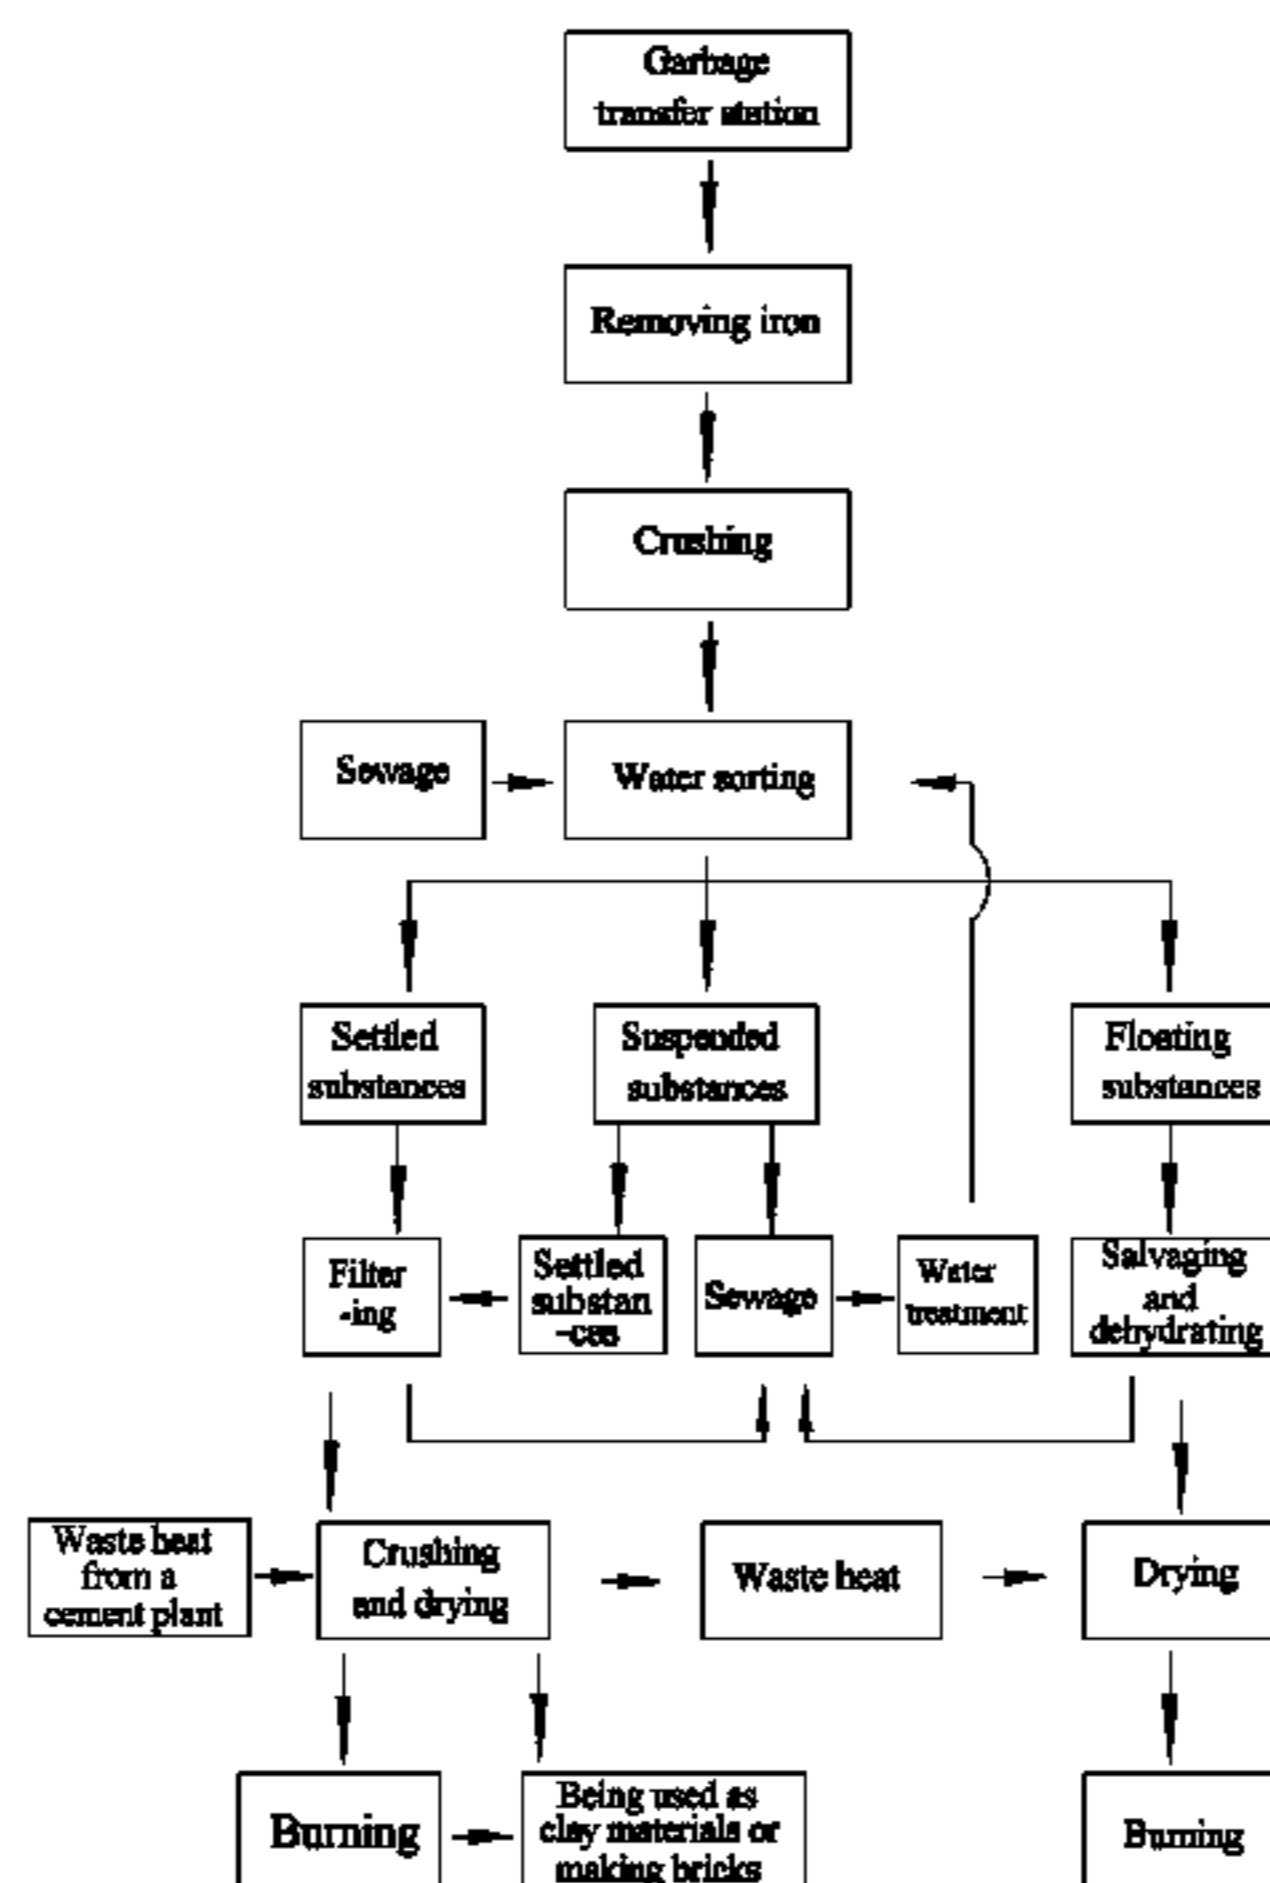 Garbage
transfer station
Removing iron
Crushing
Sewage
Water sorting
Settled
substances
Suspended
substances
Floating
substances
Filter
-ing
Settled
substan
-ces
Sewage
Water
treatment
Salvaging
and
dehydrating
Waste heat
from a
cement plant
Crushing
and drying
Waste heat
Drying
Burning
Being used as
clay materials or
making bricks
Burning